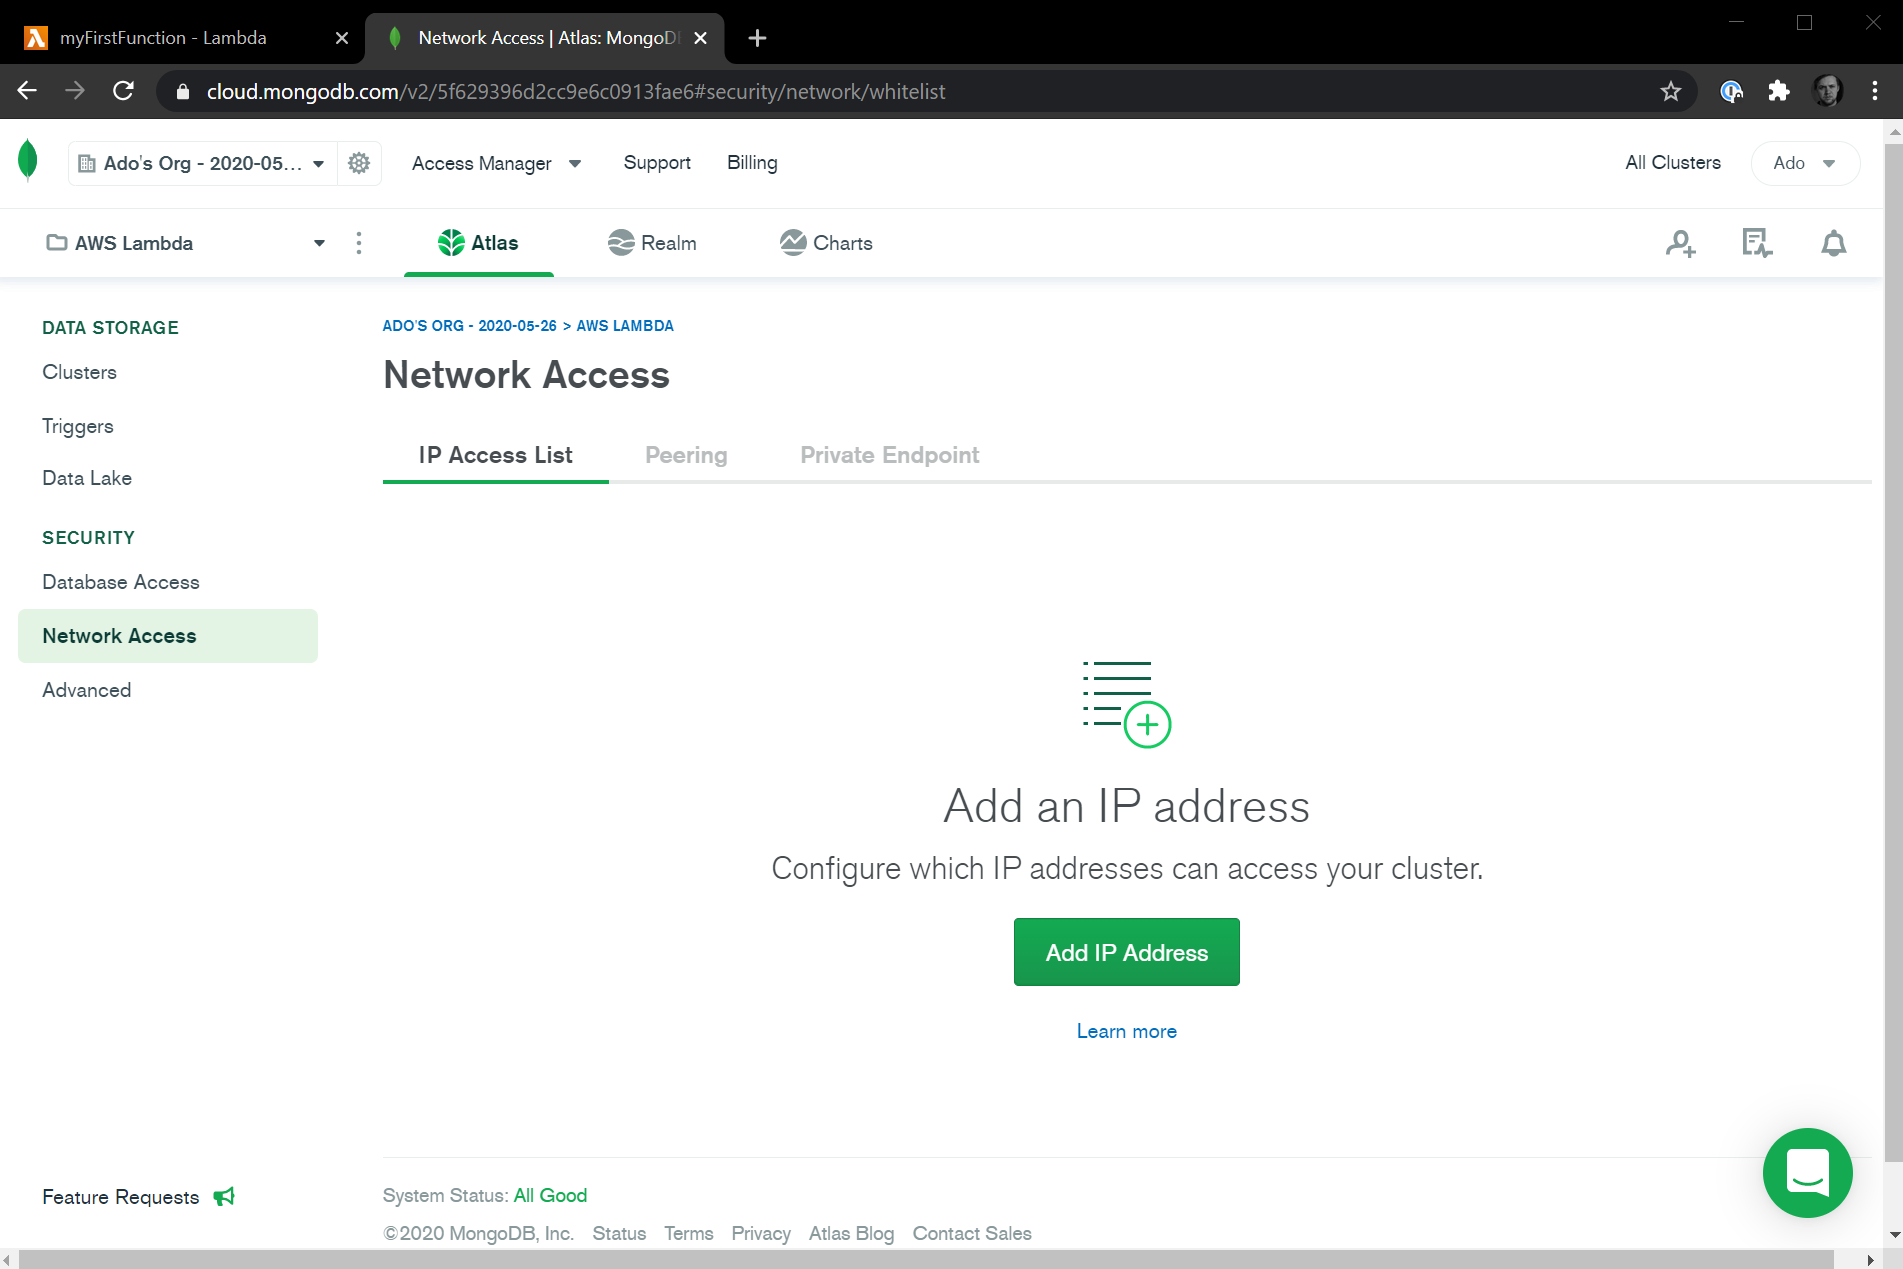 myFirstFunction - Lambda
Network Access | Atlas: MongoD
cloud.mongodb.com/v2/5f629396d2cc9e6c0913fae6#security/network/whitelist
Ado's Org - 2020-05...
Access Manager
Support
Billing
All Clusters
Ado
AWS Lambda
Atlas
Realm
Charts
DATA STORAGE
Clusters
Triggers
Data Lake
SECURITY
Database Access
Network Access
Advanced
ADO'S ORG - 2020-05-26 > AWS LAMBDA
Network Access
IP Access List
Peering
Private Endpoint
Add an IP address
Configure which IP addresses can access your cluster.
Add IP Address
Learn more
Feature Requests
System Status: All Good
©2020 MongoDB, Inc. Status Terms Privacy Atlas Blog Contact Sales